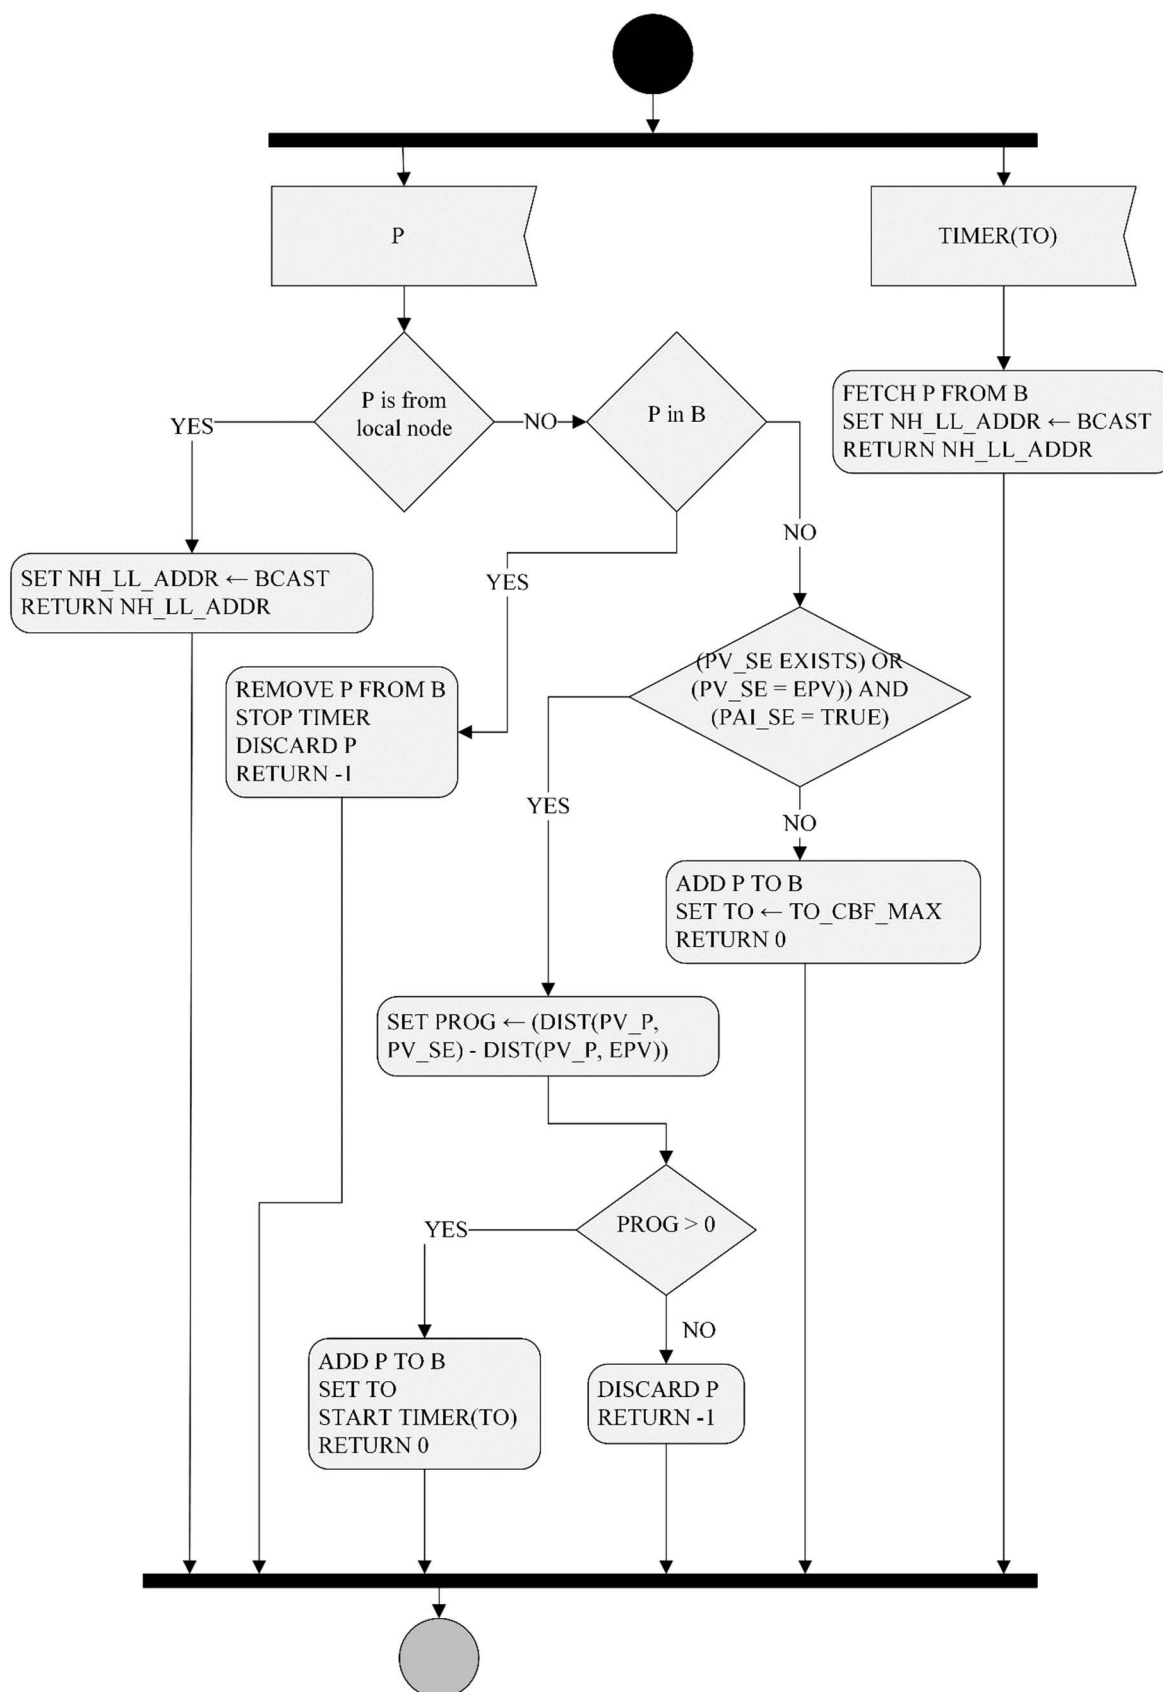 P
TIMER(TO)
P is from
local node
YES
NO
P in B
FETCH P FROM B
SET NH_LL_ADDR ← BCAST
RETURN NH_LL_ADDR
NO
SET NH_LL_ADDR ← BCAST
RETURN NH_LL_ADDR
YES
(PV_SE EXISTS) OR
(PV_SE = EPV)) AND
(PAI_SE = TRUE)
REMOVE P FROM B
STOP TIMER
DISCARD P
RETURN -1
YES
NO
ADD P TO B
SET TO ← TO_CBF_MAX
RETURN 0
SET PROG ← (DIST(PV_P,
PV_SE) - DIST(PV_P, EPV))
PROG > 0
YES
NO
ADD P TO B
SET TO
START TIMER(TO)
RETURN 0
DISCARD P
RETURN -1